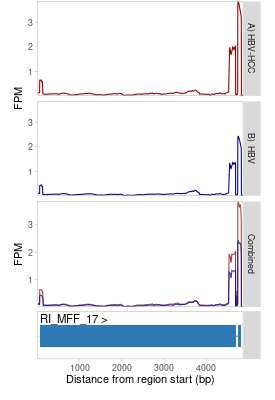 3
2
1
FPM
A) HBV-HCC
3
2
1
FPM
B) HBV
3
2
1
FPM
Combined
RI_MFF_17 >
1000 2000 3000 4000
Distance from region start (bp)